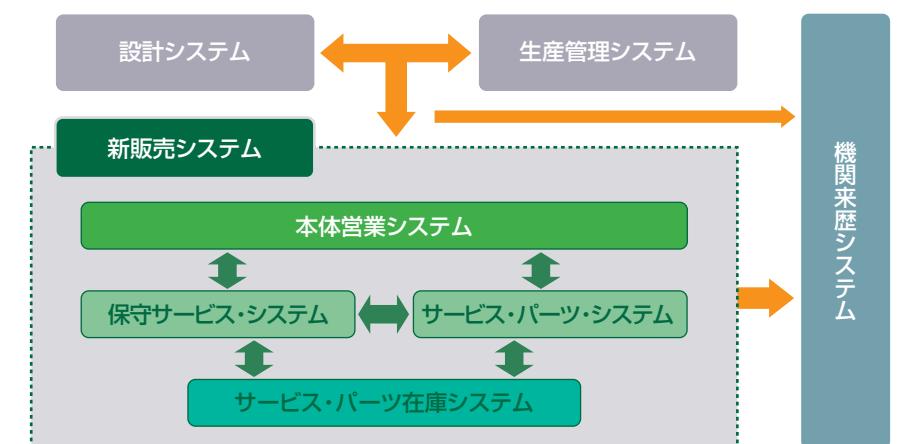 設計システム
生産管理システム
機関来歴システム
新販売システム
本体営業システム
保守サービス・システム
サービス・パーツ・システム
サービス・パーツ在庫システム